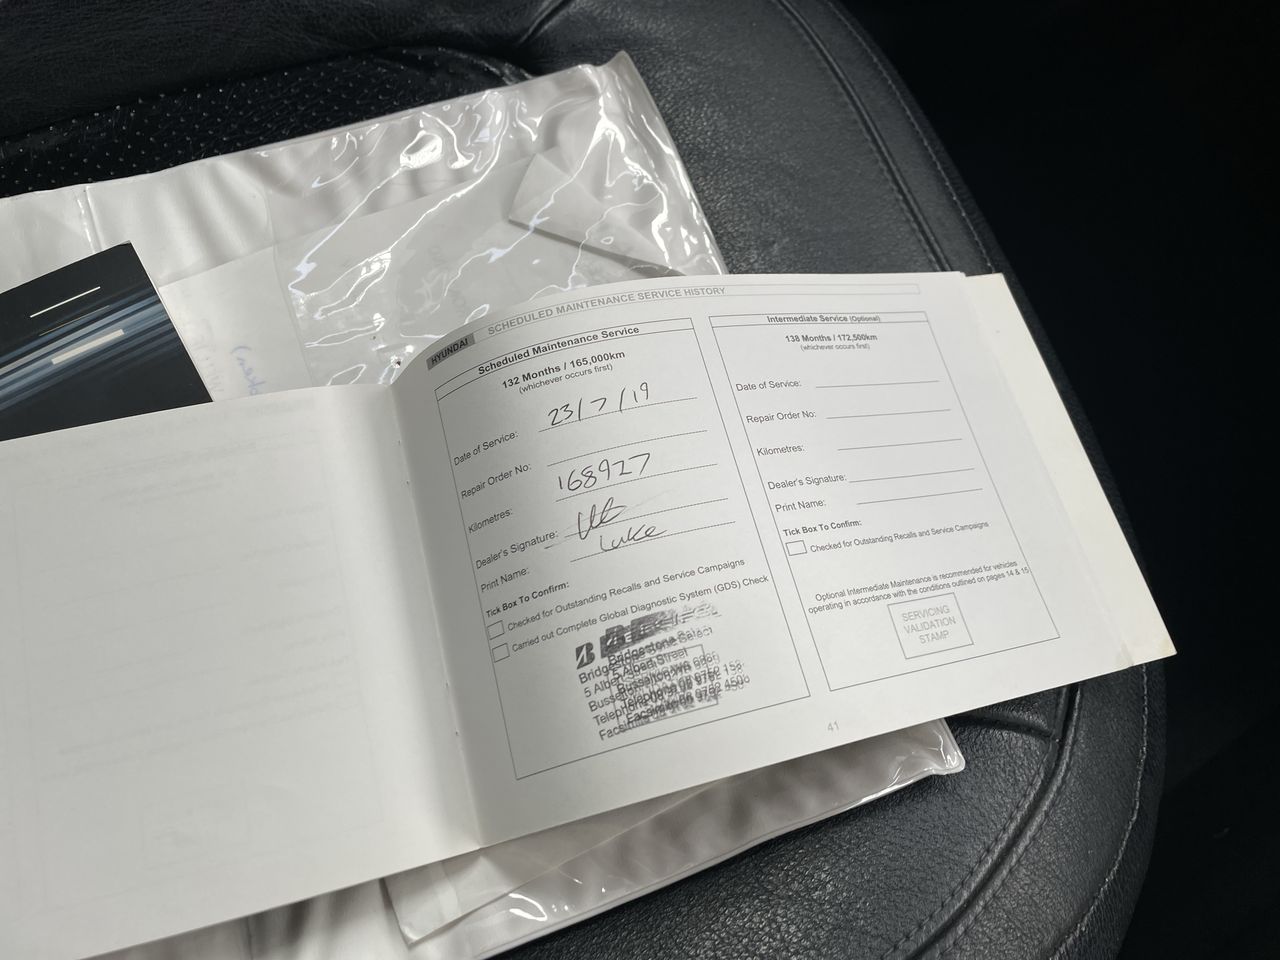 HYUNDAI SCHEDULED MAINTENANCE SERVICE HISTORY
Scheduled Maintenance Service
132 Months / 165,000km
(whichever occurs first)
Date of Service: 23/7/19
Repair Order No:
Kilometres: 168927
Dealer's Signature:
Print Name: Luke
Tick Box To Confirm:
Checked for Outstanding Recalls and Service Campaigns
Carried out Complete Global Diagnostic System (GDS) Check
Bridgestone Select
5 Albert Street
Telephone
Intermediate Service (Optional)
138 Months / 172,500km
(whichever occurs first)
Date of Service:
Repair Order No:
Kilometres:
Dealer's Signature:
Print Name:
Tick Box To Confirm:
Checked for Outstanding Recalls and Service Campaigns
Optional Intermediate Maintenance is recommended for vehicles
operating in accordance with the conditions outlined on pages 14 & 15
SERVICING
VALIDATION
STAMP
41